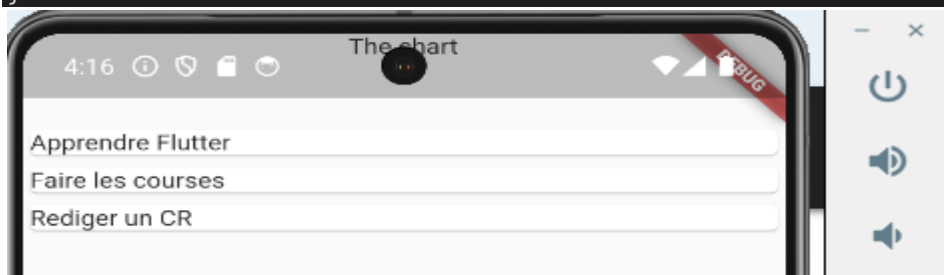 The chart
4:16
DEBUG
Apprendre Flutter
Faire les courses
Rediger un CR